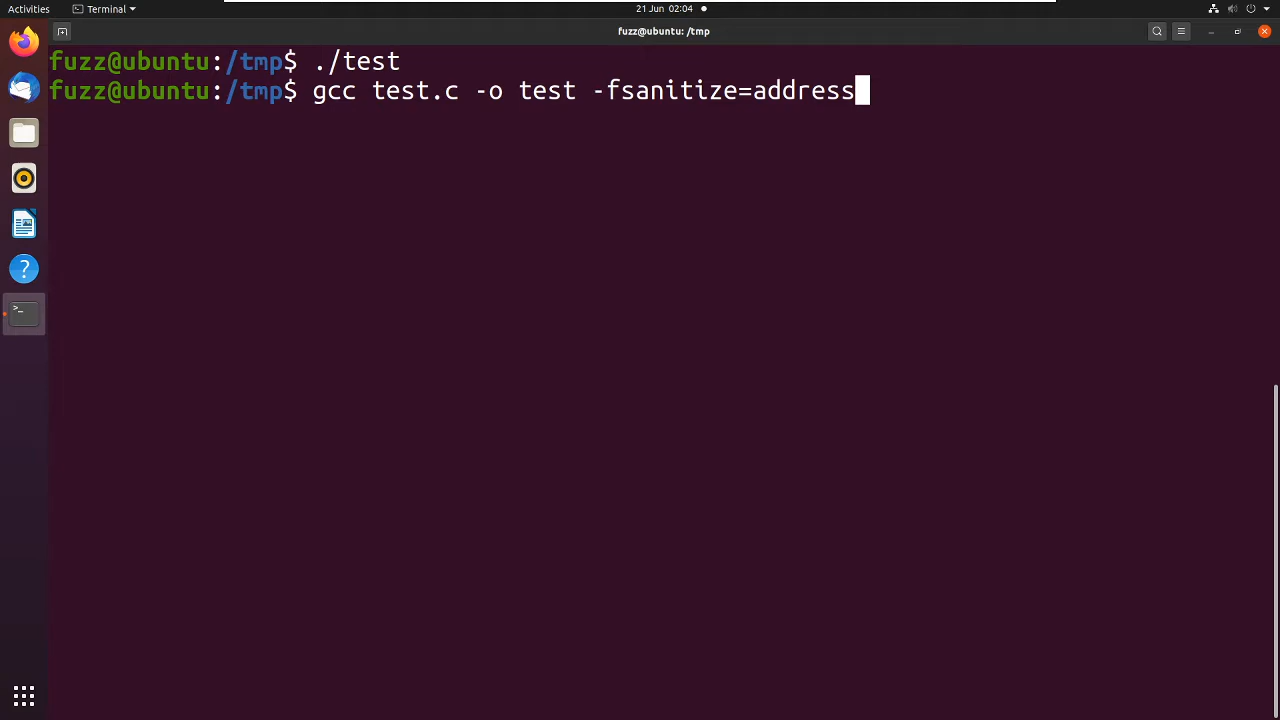 Activities
Terminal
21 Jun 02:04
fuzz@ubuntu: /tmp
fuzz@ubuntu:/tmp$ ./test
fuzz@ubuntu:/tmp$ gcc test.c -o test -fsanitize=address